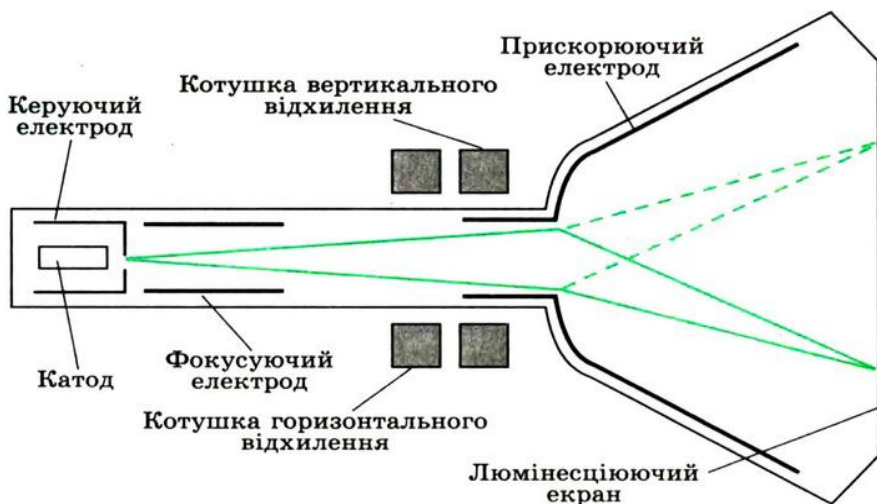 Прискорюючий
електрод
Котушка вертикального
відхилення
Керуючий
електрод
Фокусуючий
електрод
Катод
Котушка горизонтального
відхилення
Люмінесціюючий
екран